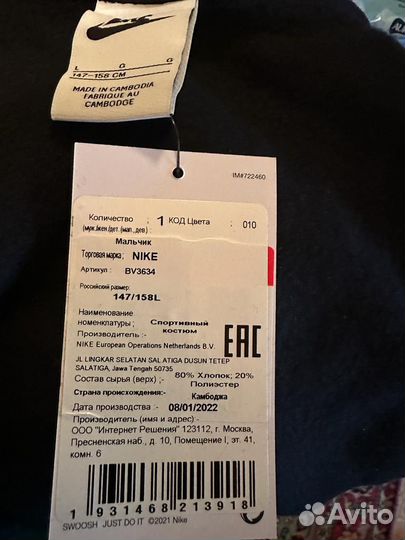 L G G
147-158 CM
MADE IN CAMBODIA
FABRIQUE AU
CAMBODGE
IM#722460
Количество : 1 КОД Цвета : 010
(муж./жен./дет. (мал., дев.) :
Мальчик
Торговая марка : NIKE
Артикул : BV3634
Российский размер:
147/158L
Наименование
номенклатуры : Спортивный
костюм
Производитель- :
NIKE European Operations Netherlands B.V.
EAC
JL LINGKAR SELATAN SALATIGA DUSUN TETEP
SALATIGA, Jawa Tengah 50735
Состав сырья (верх) : 80% Хлопок; 20%
Полиэстер
Страна происхождения: Камбоджа
Дата производства : 08/01/2022
Производитель (имя и адрес):
ООО "Интернет Решения" 123112, г. Москва,
Пресненская наб., д. 10, Помещение I, эт. 41,
комн. 6
1 931468 213918
SWOOSH JUST DO IT ©2021 Nike
Avito